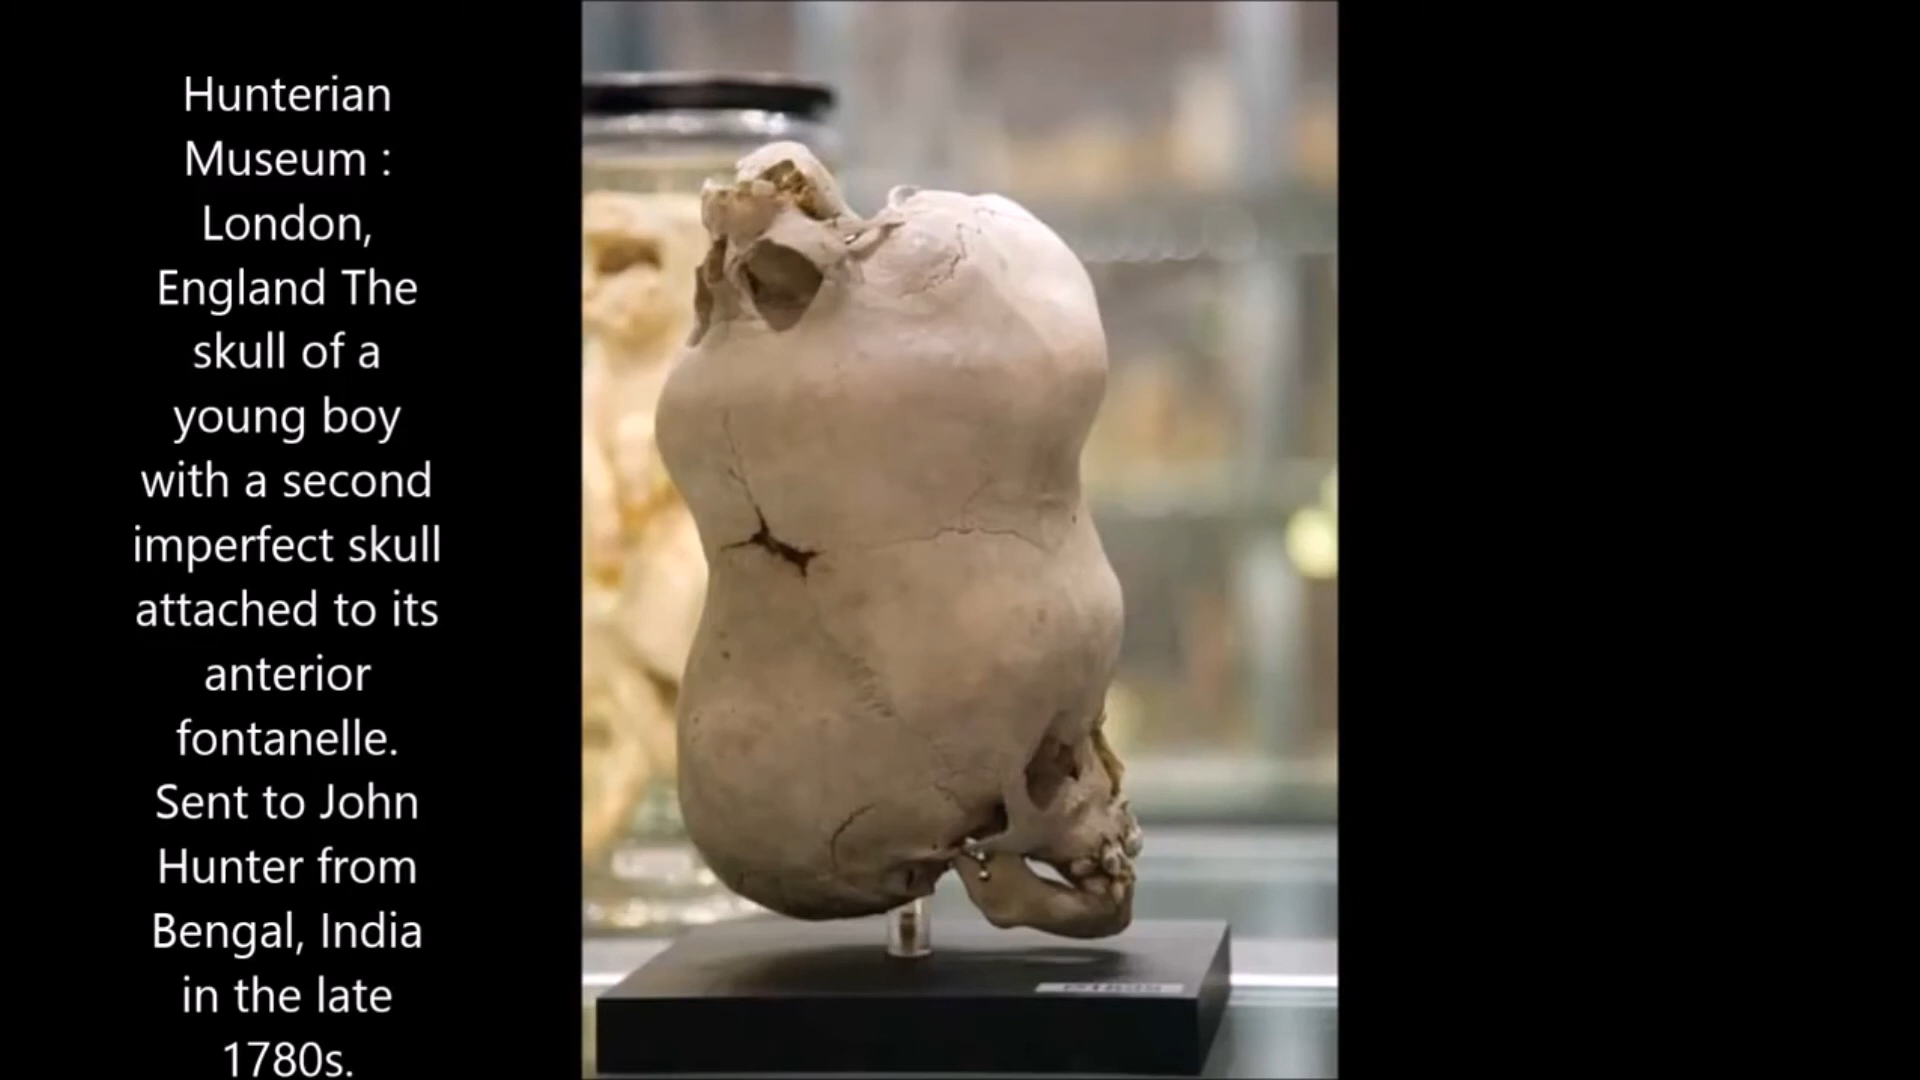 Hunterian
Museum :
London,
England The
skull of a
young boy
with a second
imperfect skull
attached to its
anterior
fontanelle.
Sent to John
Hunter from
Bengal, India
in the late
1780s.